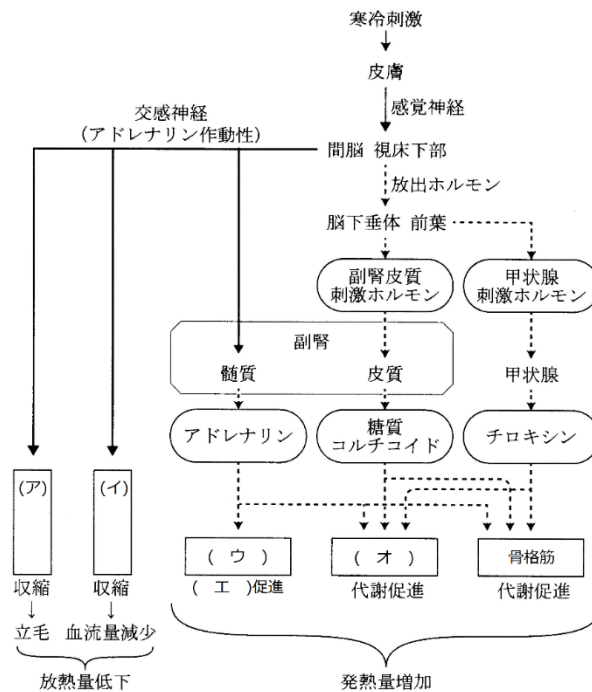 寒冷刺激
皮膚
感覚神経
交感神経
(アドレナリン作動性)
間脳 視床下部
放出ホルモン
脳下垂体 前葉
副腎皮質
刺激ホルモン
甲状腺
刺激ホルモン
副腎
髄質
皮質
甲状腺
アドレナリン
糖質
コルチコイド
チロキシン
(ア)
(イ)
( ウ )
( オ )
骨格筋
収縮
収縮
( エ )促進
代謝促進
代謝促進
立毛
血流量減少
放熱量低下
発熱量増加